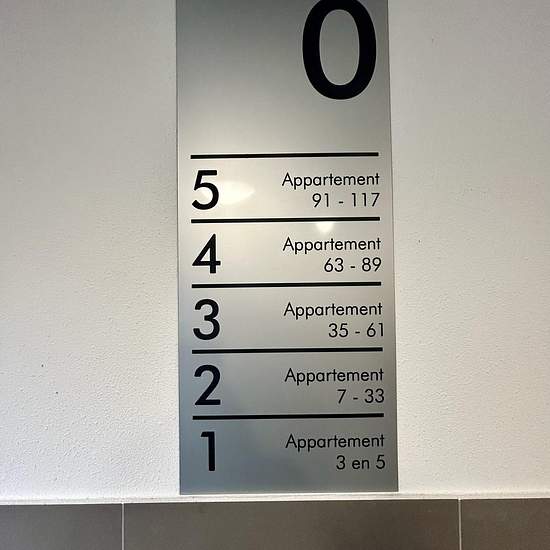 0
5 Appartement
91 - 117
4 Appartement
63 - 89
3 Appartement
35 - 61
2 Appartement
7 - 33
1 Appartement
3 en 5